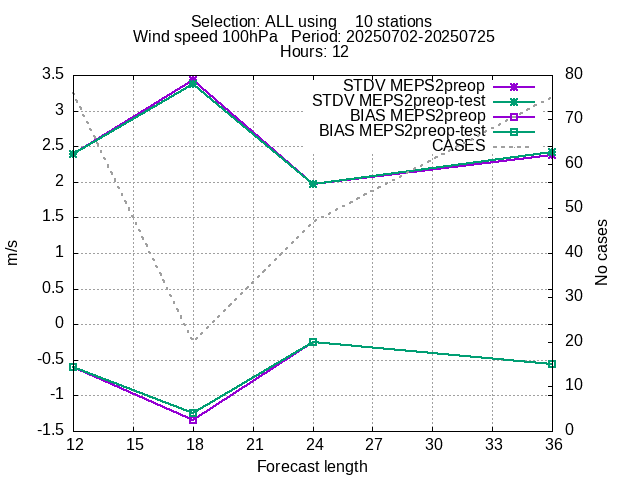 Selection: ALL using    10 stations
Wind speed 100hPa   Period: 20250702-20250725
Hours: 12
3.5
3
2.5
2
1.5
1
0.5
0
-0.5
-1
-1.5
m/s
80
70
60
50
40
30
20
10
0
No cases
STDV MEPS2preop
STDV MEPS2preop-test
BIAS MEPS2preop
BIAS MEPS2preop-test
CASES
12 15 18 21 24 27 30 33 36
Forecast length